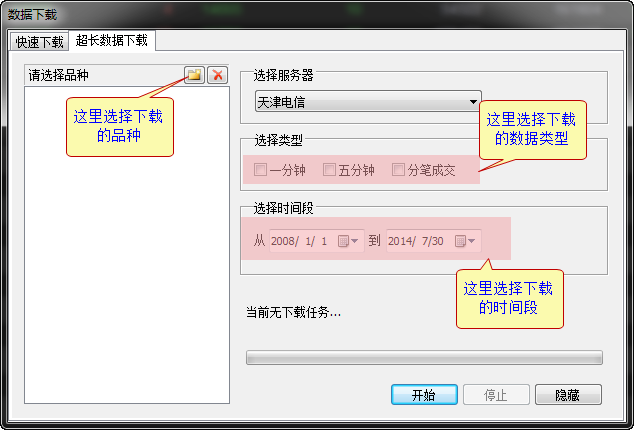 数据下载
快速下载 超长数据下载
请选择品种
这里选择下载
的品种
选择服务器
天津电信
这里选择下载
的数据类型
选择类型
一分钟 五分钟 分笔成交
选择时间段
从 2008/ 1/ 1 到 2014/ 7/30
这里选择下载
的时间段
当前无下载任务...
开始 停止 隐藏